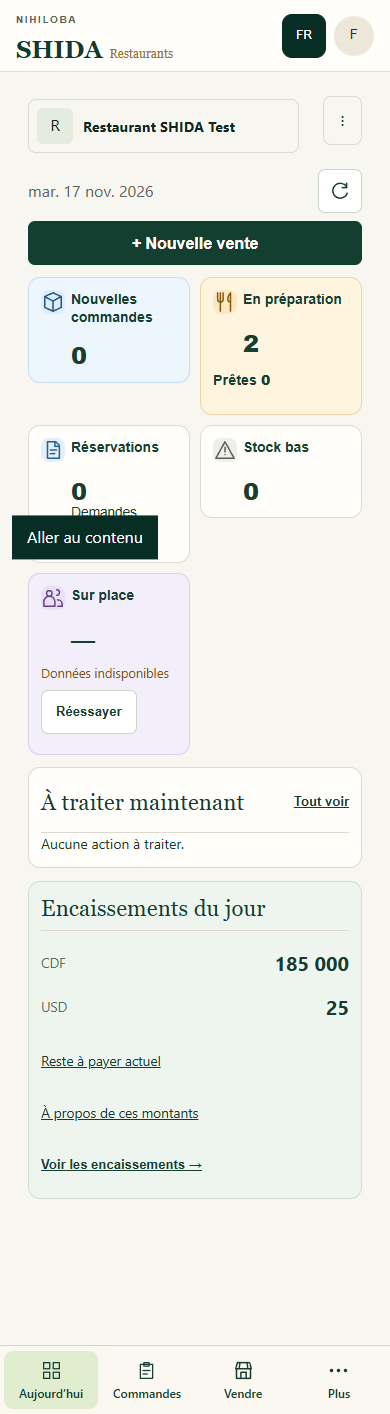 NIHILOBA
SHIDA Restaurants
FR
F
R
Restaurant SHIDA Test
mar. 17 nov. 2026
+ Nouvelle vente
Nouvelles
commandes
0
En préparation
2
Prêtes 0
Réservations
0
Demandes
Stock bas
0
Aller au contenu
Sur place
—
Données indisponibles
Réessayer
À traiter maintenant
Tout voir
Aucune action à traiter.
Encaissements du jour
CDF
185 000
USD
25
Reste à payer actuel
À propos de ces montants
Voir les encaissements →
Aujourd'hui
Commandes
Vendre
Plus